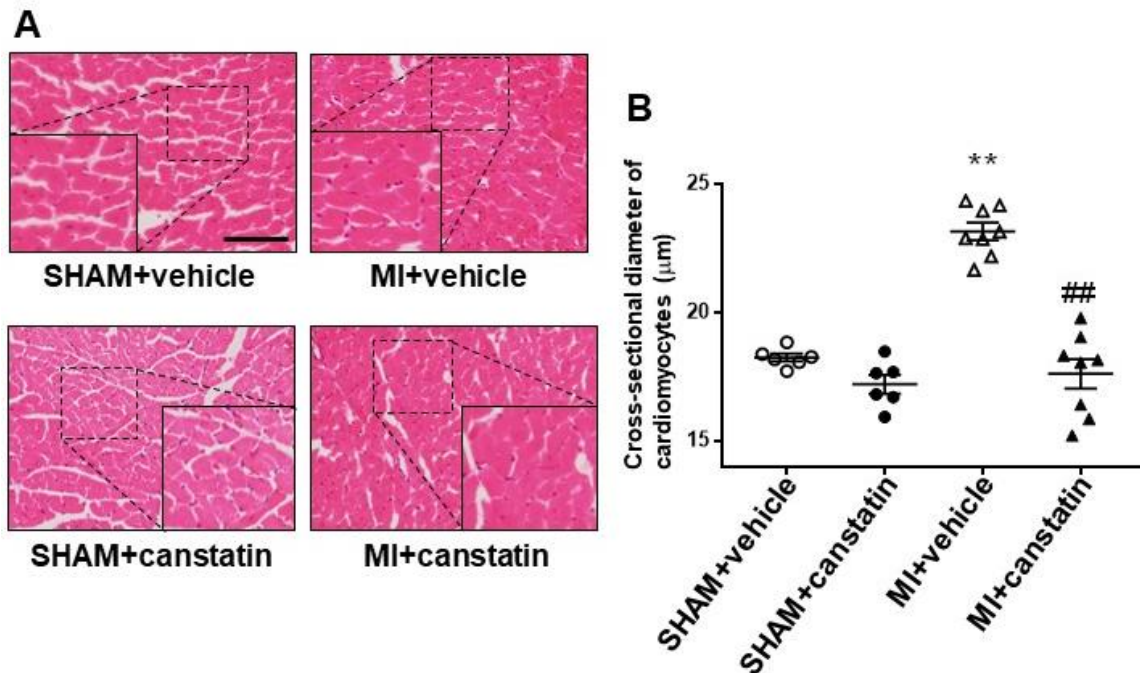 A
SHAM+vehicle
MI+vehicle
SHAM+canstatin
MI+canstatin
B
Cross-sectional diameter of
cardiomyocytes (μm)
25
20
15
**
##
SHAM+vehicle
SHAM+canstatin
MI+vehicle
MI+canstatin